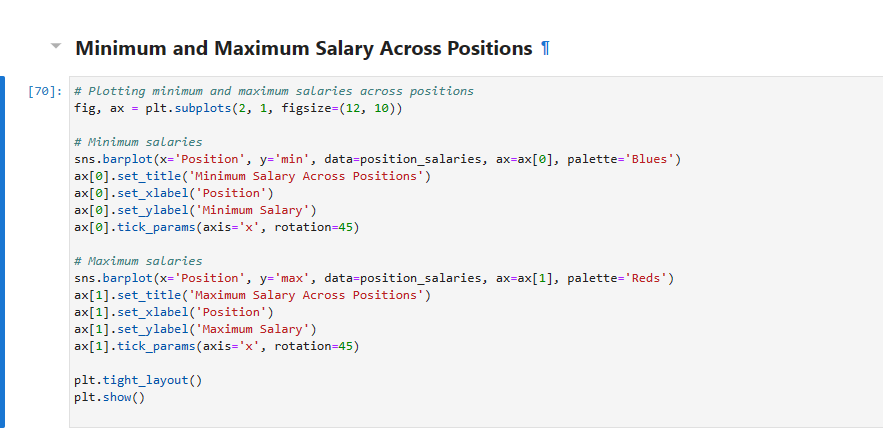 Minimum and Maximum Salary Across Positions ¶
[70]: # Plotting minimum and maximum salaries across positions
fig, ax = plt.subplots(2, 1, figsize=(12, 10))
# Minimum salaries
sns.barplot(x='Position', y='min', data=position_salaries, ax=ax[0], palette='Blues')
ax[0].set_title('Minimum Salary Across Positions')
ax[0].set_xlabel('Position')
ax[0].set_ylabel('Minimum Salary')
ax[0].tick_params(axis='x', rotation=45)
# Maximum salaries
sns.barplot(x='Position', y='max', data=position_salaries, ax=ax[1], palette='Reds')
ax[1].set_title('Maximum Salary Across Positions')
ax[1].set_xlabel('Position')
ax[1].set_ylabel('Maximum Salary')
ax[1].tick_params(axis='x', rotation=45)
plt.tight_layout()
plt.show()